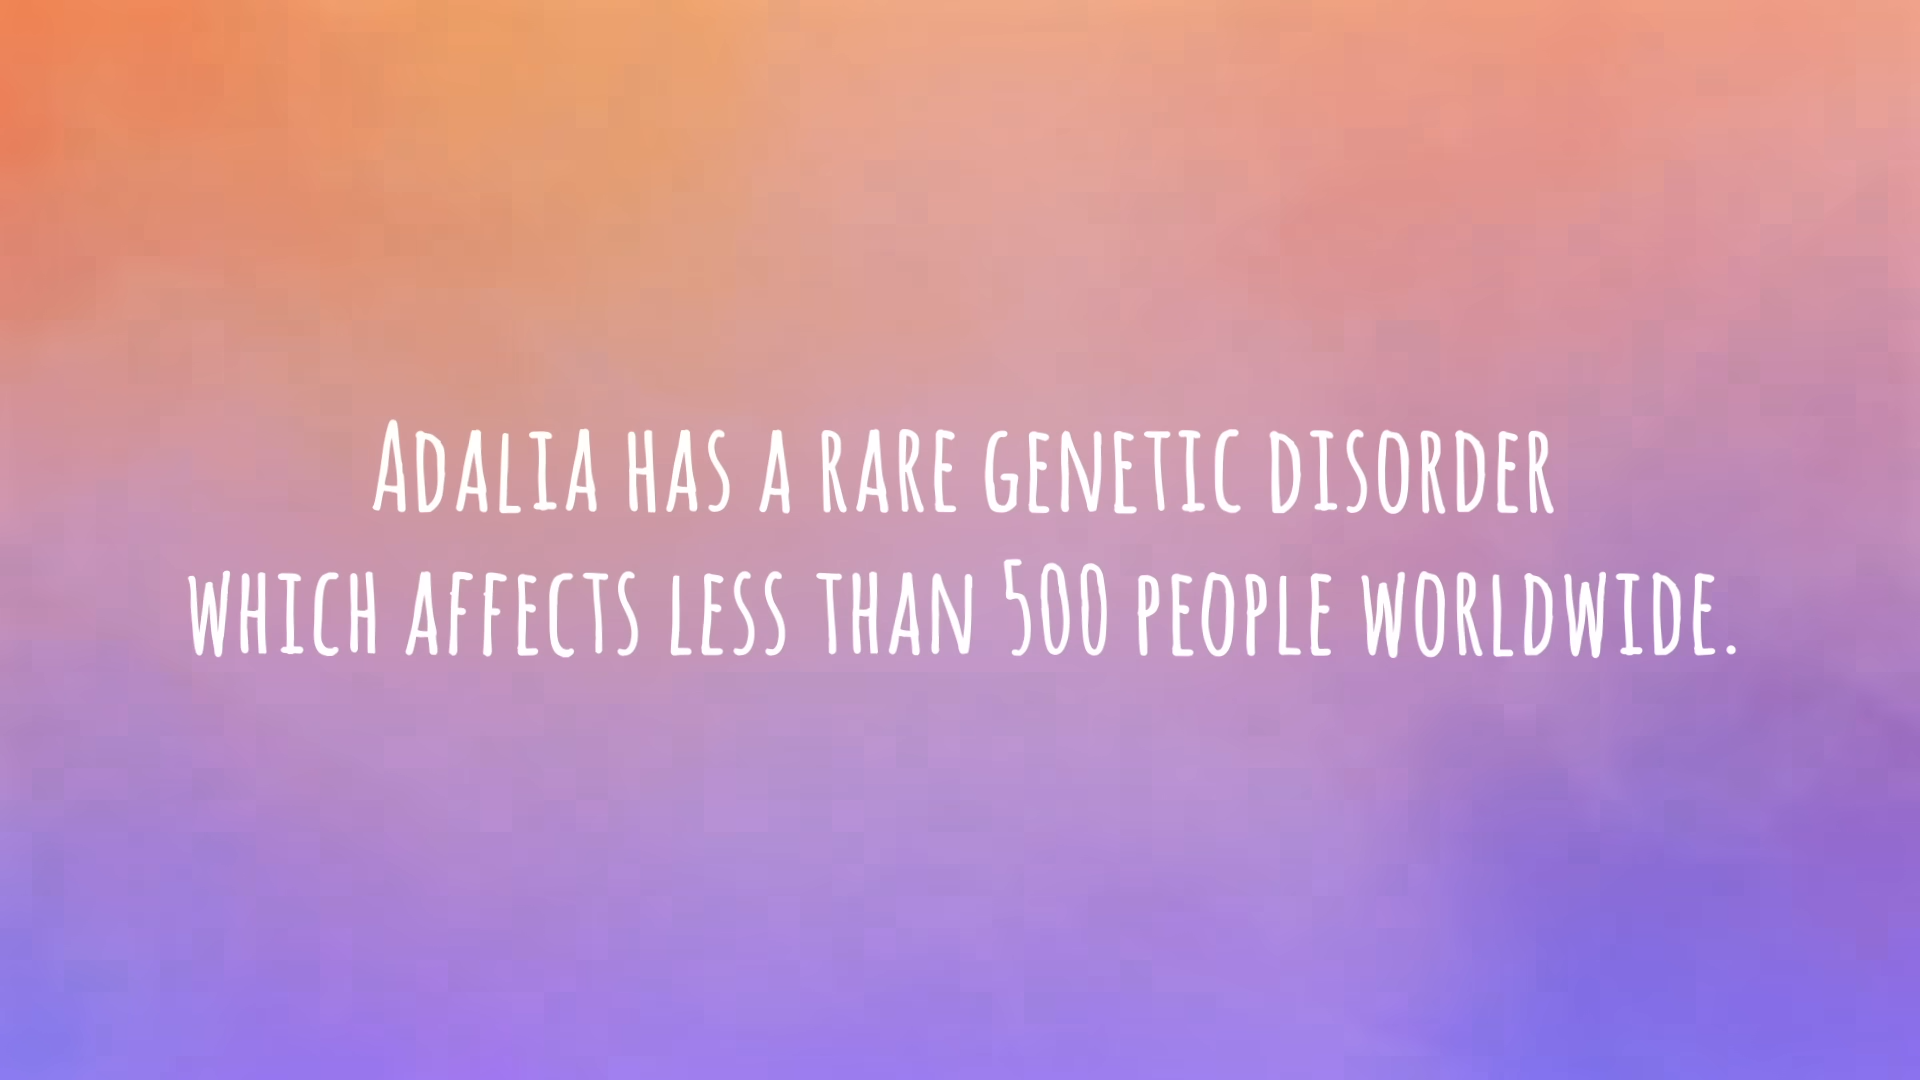 Adalia has a rare genetic disorder
which affects less than 500 people worldwide.